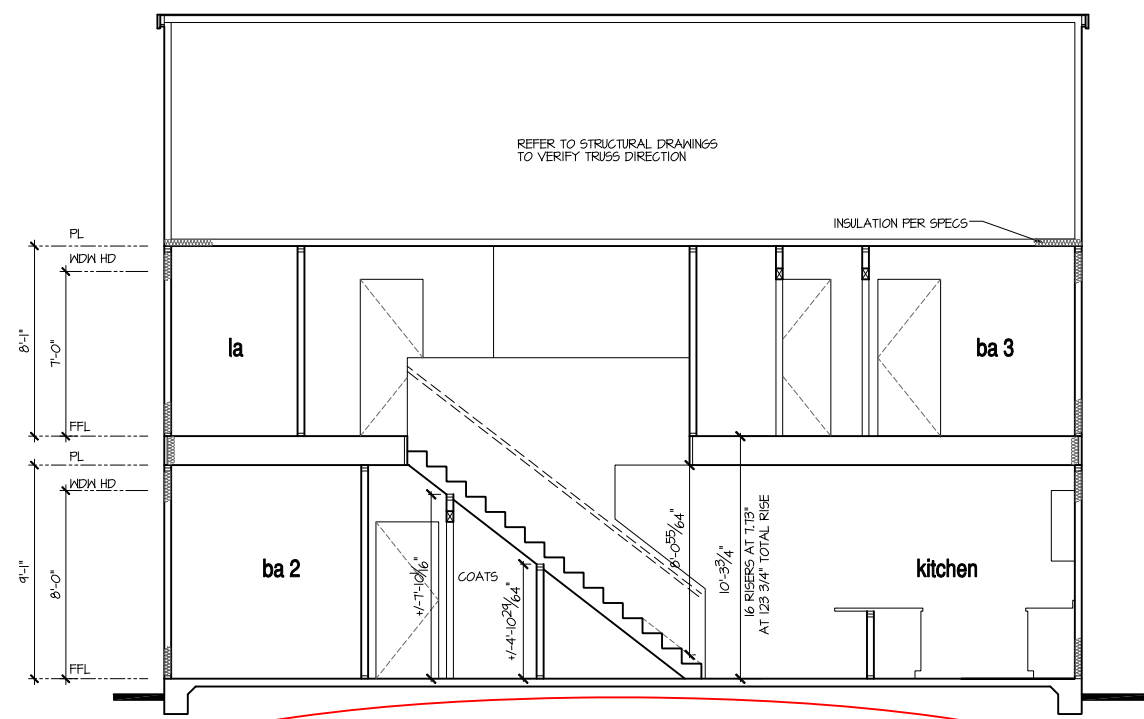 REFER TO STRUCTURAL DRAWINGS
TO VERIFY TRUSS DIRECTION
INSULATION PER SPECS
PL
WDW HD
8'-1"
7'-0"
la
ba 3
FFL
PL
WDW HD
9'-1"
8'-0"
ba 2
+/-7'-10 1/16"
COATS
+/-4'-10 29/64"
8'-0 55/64"
10'-3 3/4"
16 RISERS AT 7.73"
AT 123 3/4" TOTAL RISE
kitchen
FFL